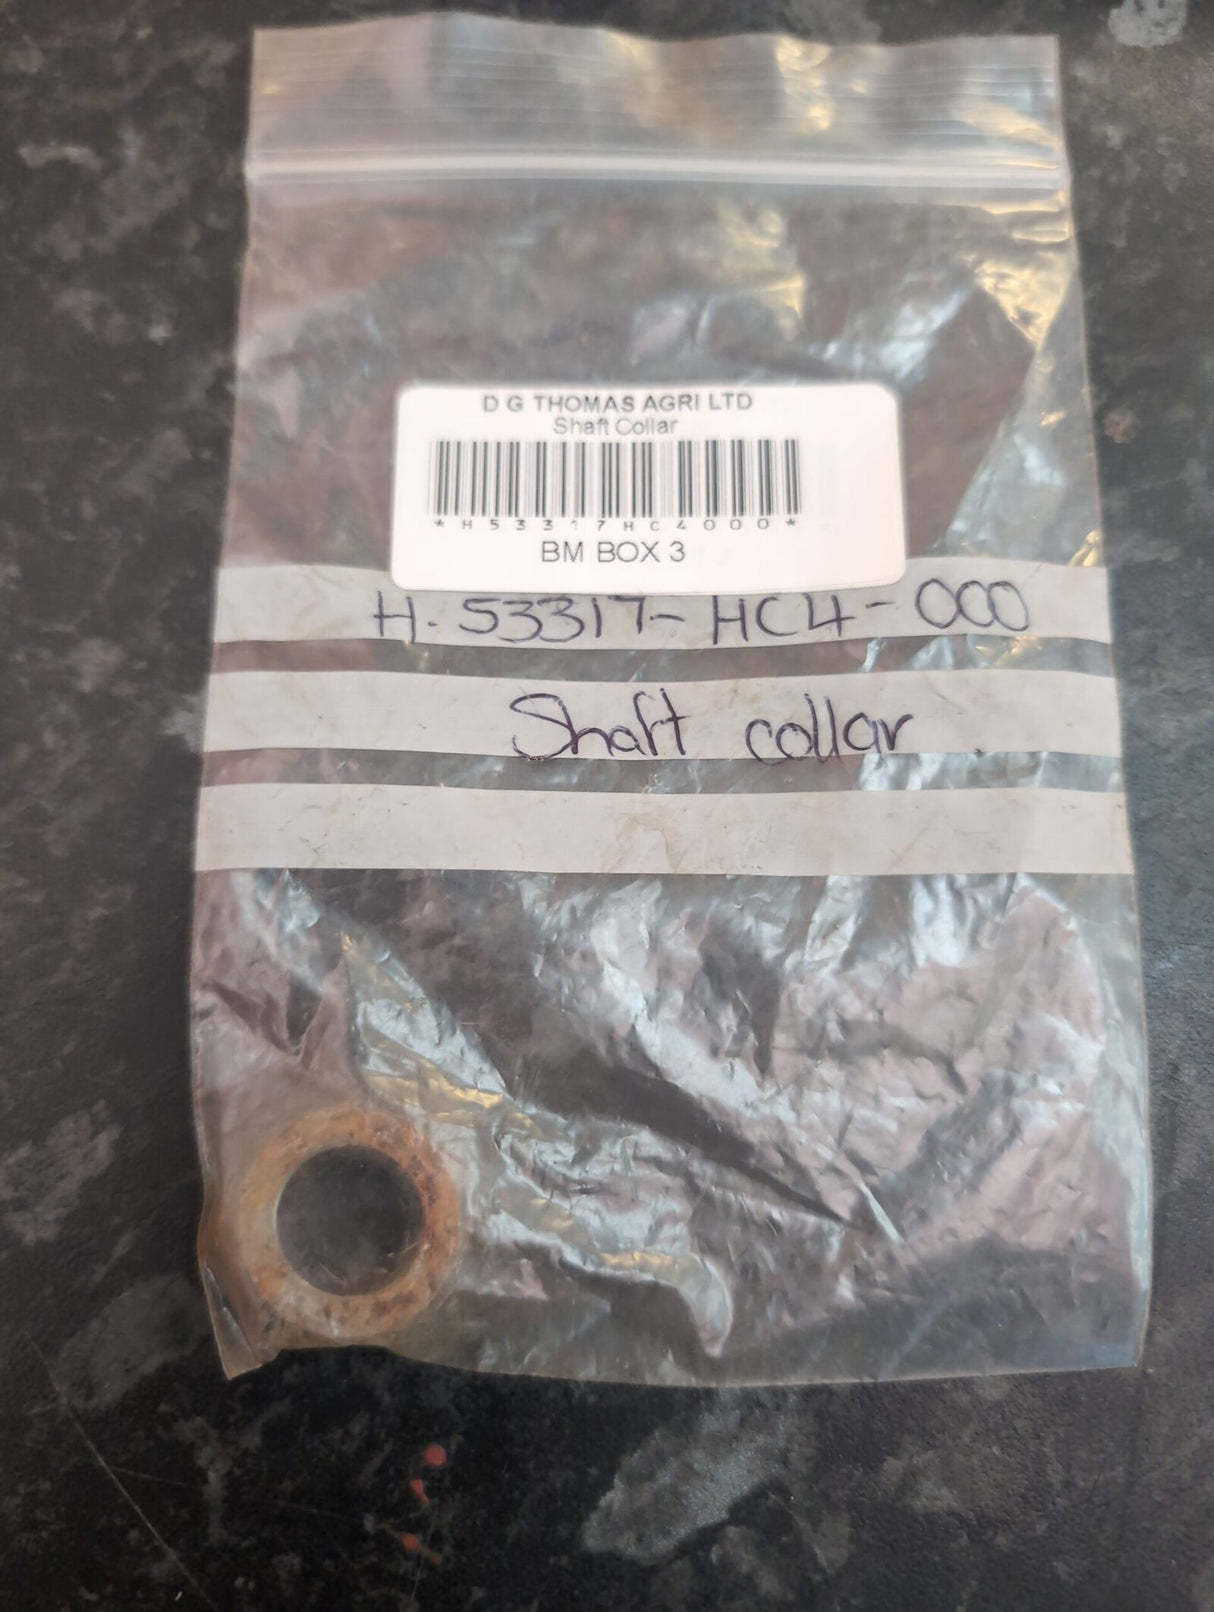 D G THOMAS AGRI LTD
Shaft Collar
*H53317HC4000*
BM BOX 3
H-53317-HC4-000
Shaft collar